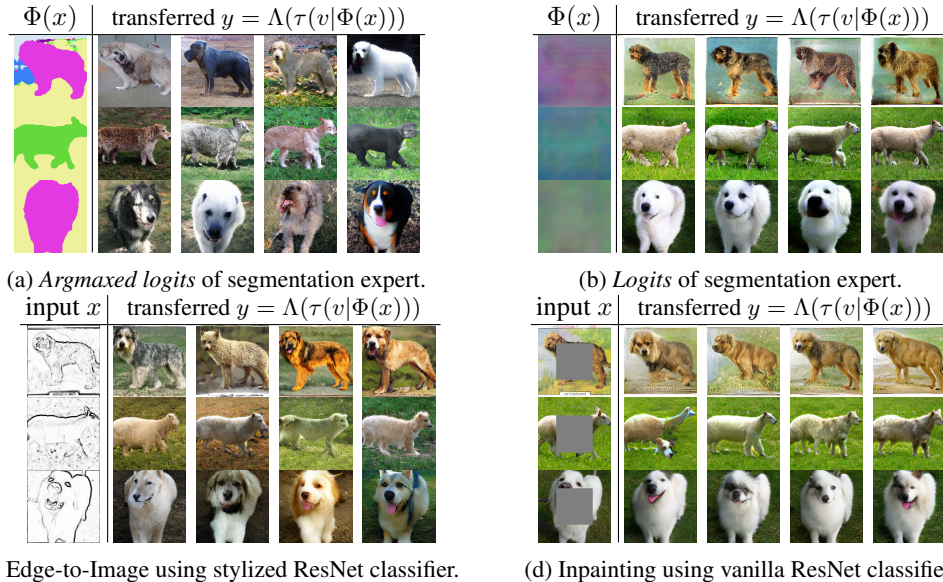 Φ(x) transferred y = Λ(τ(v|Φ(x)))
Φ(x) transferred y = Λ(τ(v|Φ(x)))
(a) Argmaxed logits of segmentation expert.
(b) Logits of segmentation expert.
input x transferred y = Λ(τ(v|Φ(x)))
input x transferred y = Λ(τ(v|Φ(x)))
Edge-to-Image using stylized ResNet classifier.
(d) Inpainting using vanilla ResNet classifie